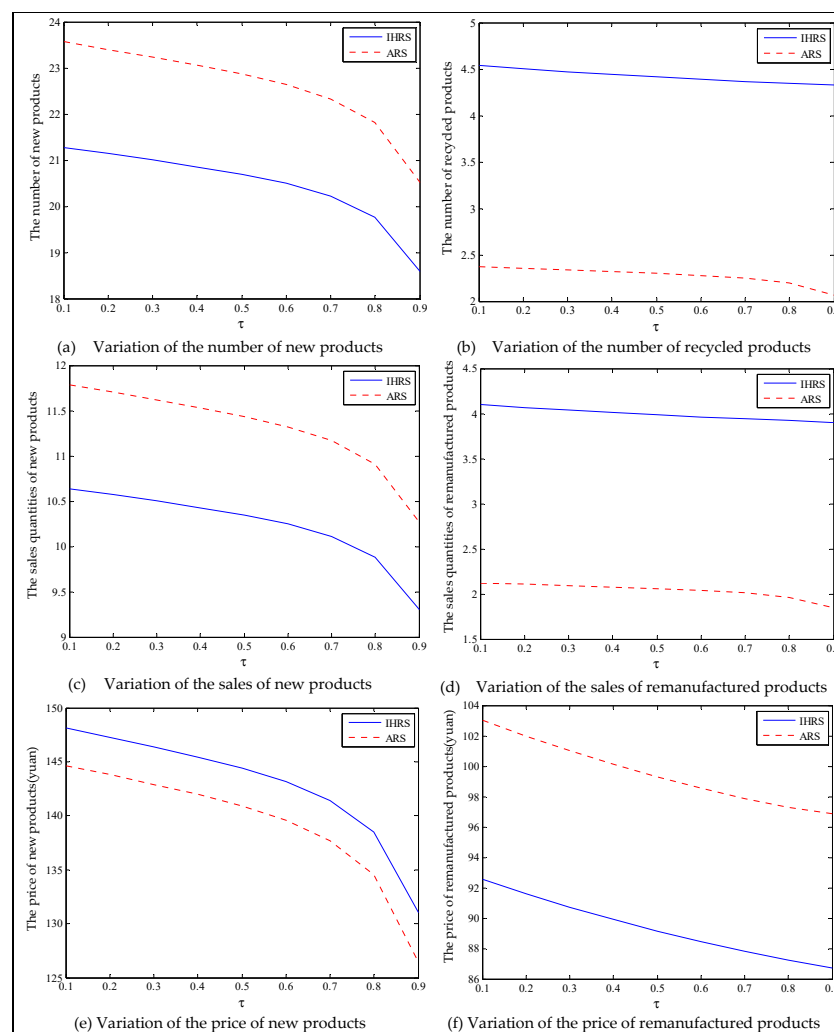 24
23
22
21
20
19
18
0.1 0.2 0.3 0.4 0.5 0.6 0.7 0.8 0.9
τ
The number of new products
IHRS
ARS
(a) Variation of the number of new products
5
4.5
4
3.5
3
2.5
2
0.1 0.2 0.3 0.4 0.5 0.6 0.7 0.8 0.
τ
The number of recycled products
IHRS
ARS
(b) Variation of the number of recycled products
12
11.5
11
10.5
10
9.5
9
0.1 0.2 0.3 0.4 0.5 0.6 0.7 0.8 0.9
τ
The sales quantities of new products
IHRS
ARS
(c) Variation of the sales of new products
4.5
4
3.5
3
2.5
2
1.5
0.1 0.2 0.3 0.4 0.5 0.6 0.7 0.8 0.
τ
The sales quantities of remanufactured products
IHRS
ARS
(d) Variation of the sales of remanufactured products
150
145
140
135
130
125
0.1 0.2 0.3 0.4 0.5 0.6 0.7 0.8 0.9
τ
The price of new products(yuan)
IHRS
ARS
(e) Variation of the price of new products
104
102
100
98
96
94
92
90
88
86
0.1 0.2 0.3 0.4 0.5 0.6 0.7 0.8 0.
τ
The price of remanufactured products(yuan)
IHRS
ARS
(f) Variation of the price of remanufactured products